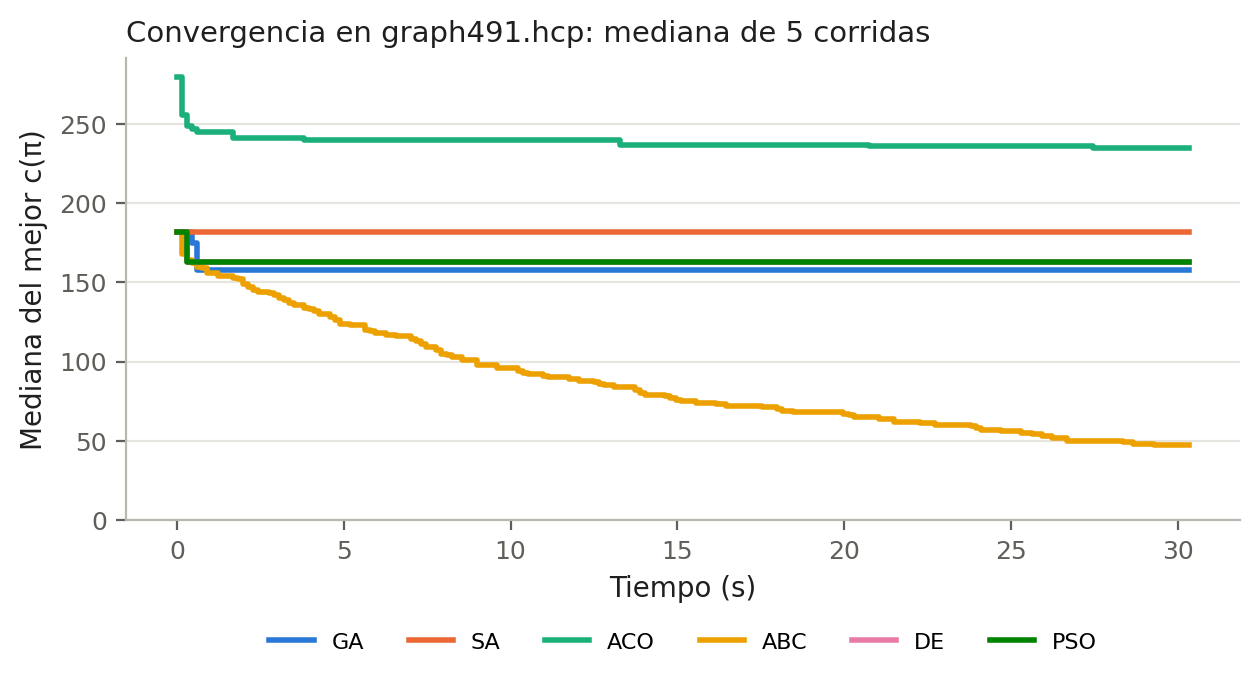 Convergencia en graph491.hcp: mediana de 5 corridas
Mediana del mejor c(π)
250
200
150
100
50
0
0 5 10 15 20 25 30
Tiempo (s)
GA SA ACO ABC DE PSO